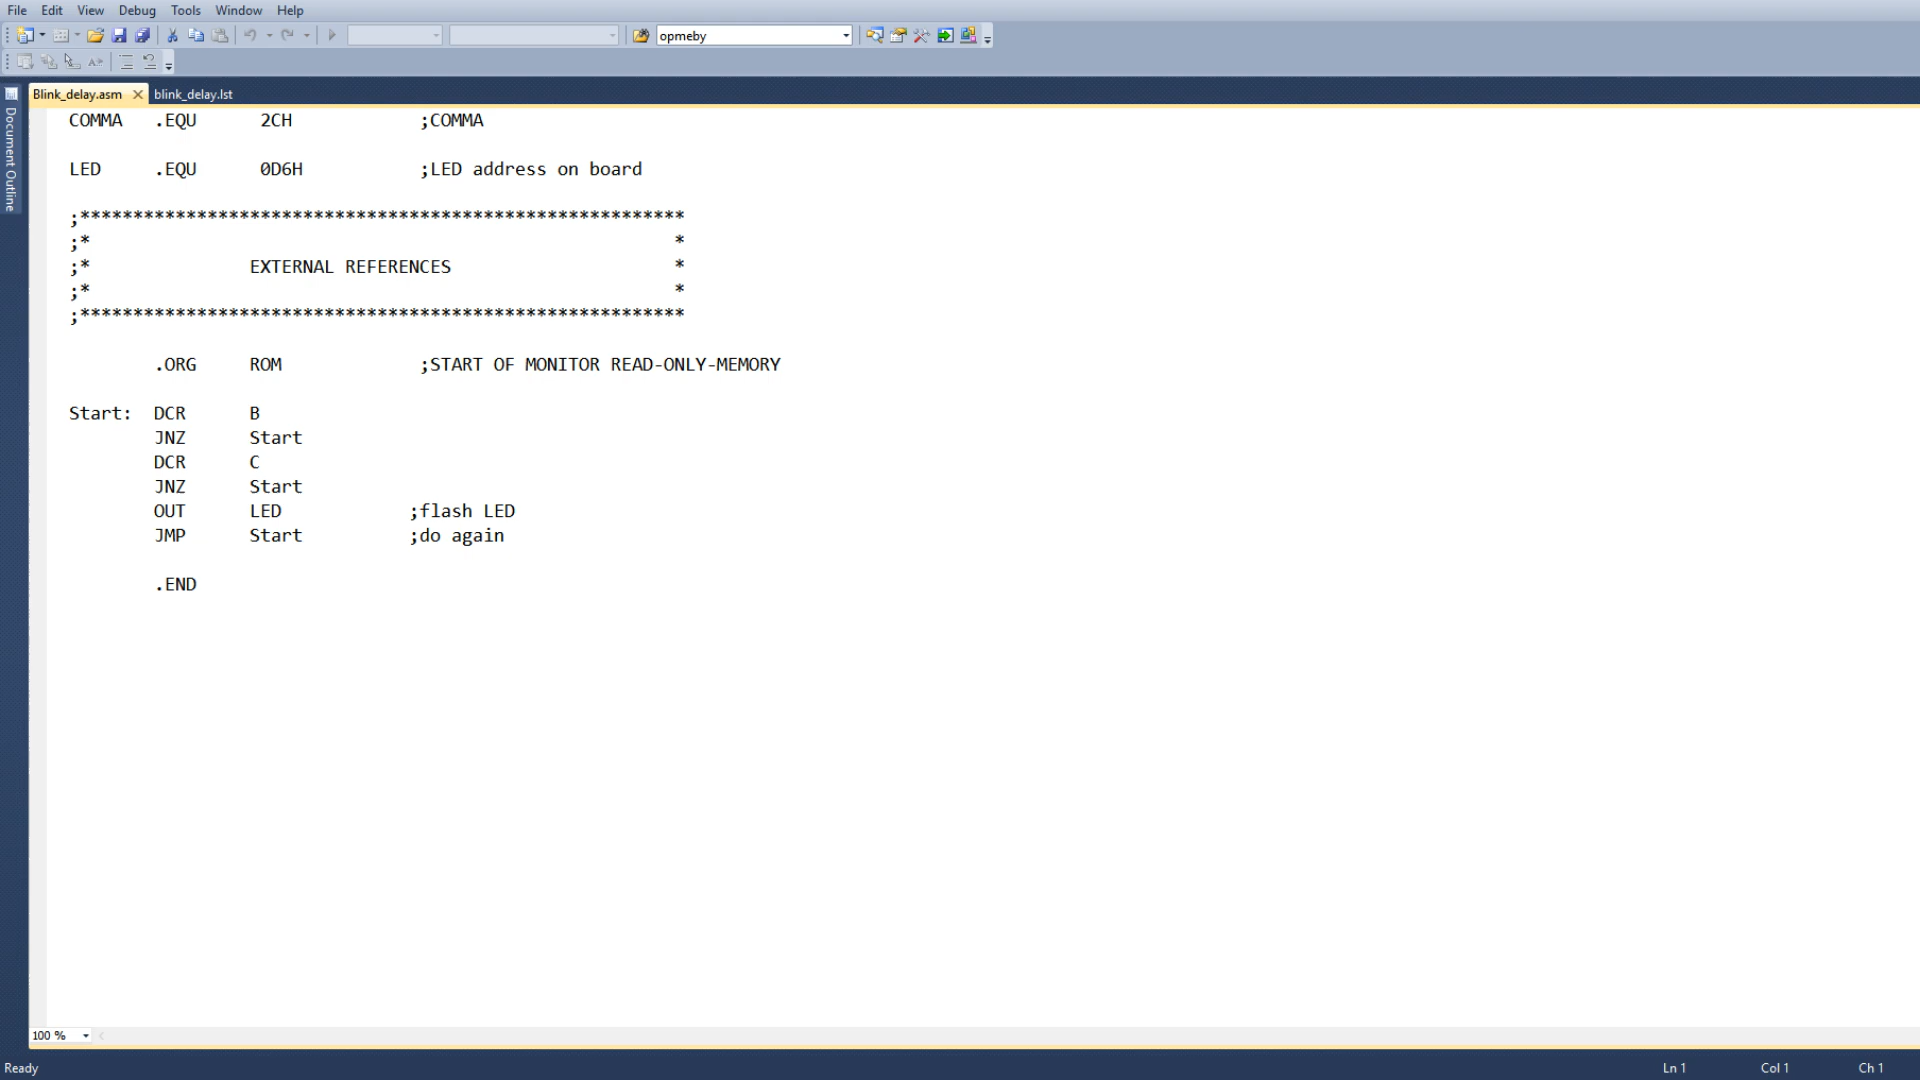 File Edit View Debug Tools Window Help
opmeby
Document Outline
Blink_delay.asm blink_delay.lst
COMMA .EQU 2CH ;COMMA
LED .EQU 0D6H ;LED address on board
;*********************************************************
;* *
;* EXTERNAL REFERENCES *
;* *
;*********************************************************
.ORG ROM ;START OF MONITOR READ-ONLY-MEMORY
Start: DCR B
JNZ Start
DCR C
JNZ Start
OUT LED ;flash LED
JMP Start ;do again
.END
100 %
Ready Ln 1 Col 1 Ch 1